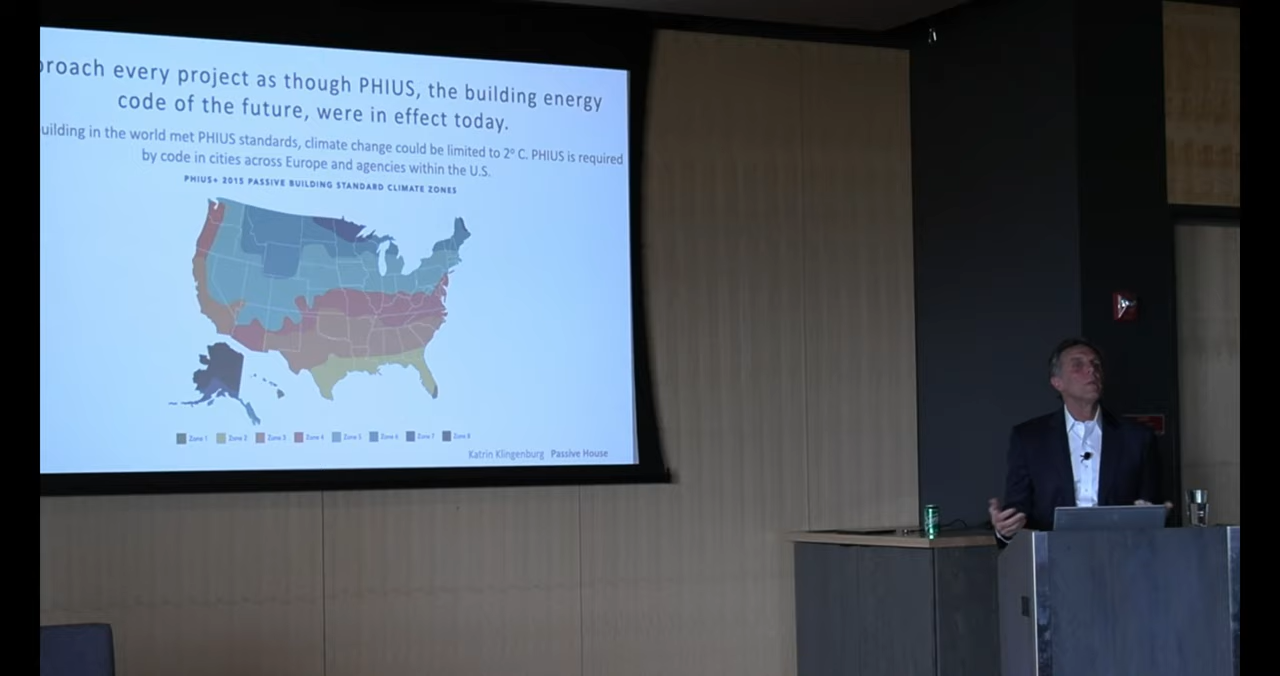 proach every project as though PHIUS, the building energy
code of the future, were in effect today.
uilding in the world met PHIUS standards, climate change could be limited to 2° C. PHIUS is required
by code in cities across Europe and agencies within the U.S.
PHIUS+ 2015 PASSIVE BUILDING STANDARD CLIMATE ZONES
Zone 1 Zone 2 Zone 3 Zone 4 Zone 5 Zone 6 Zone 7 Zone 8
Katrin Klingenburg Passive House